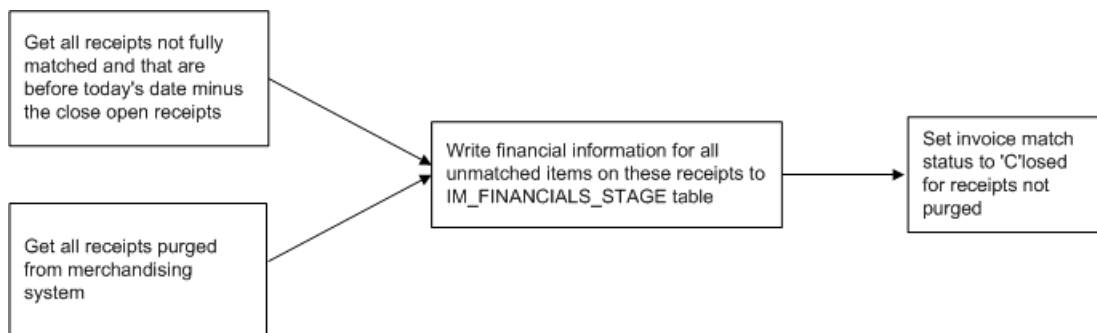 Get all receipts not fully
matched and that are
before today's date minus
the close open receipts
Get all receipts purged
from merchandising
system
Write financial information for all
unmatched items on these receipts to
IM_FINANCIALS_STAGE table
Set invoice match
status to 'C'losed
for receipts not
purged